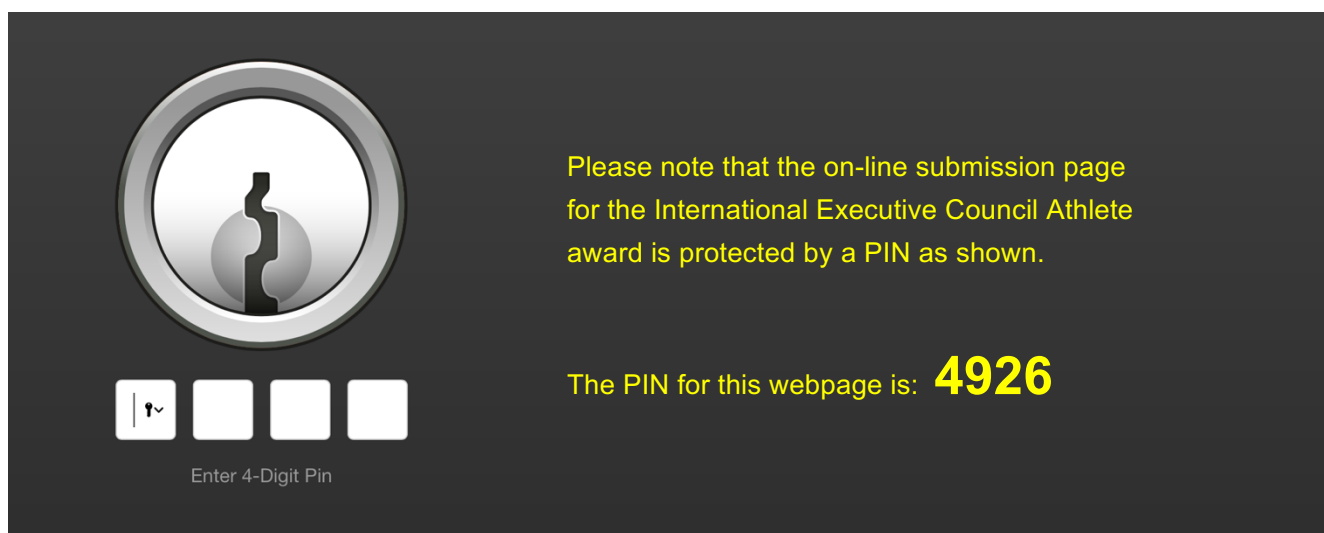 Please note that the on-line submission page
for the International Executive Council Athlete
award is protected by a PIN as shown.
The PIN for this webpage is: 4926
Enter 4-Digit Pin